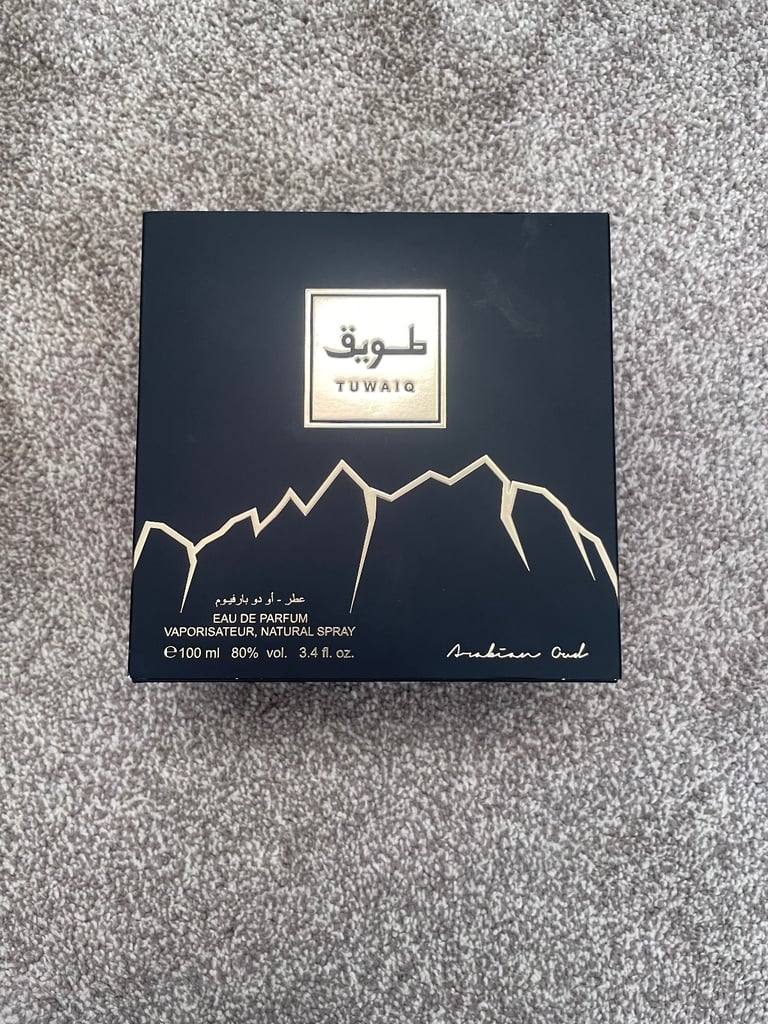 طويق
TUWAIQ
عطر - أو دو بارفيوم
EAU DE PARFUM
VAPORISATEUR, NATURAL SPRAY
℮100 ml 80% vol. 3.4 fl. oz.
Arabian Oud